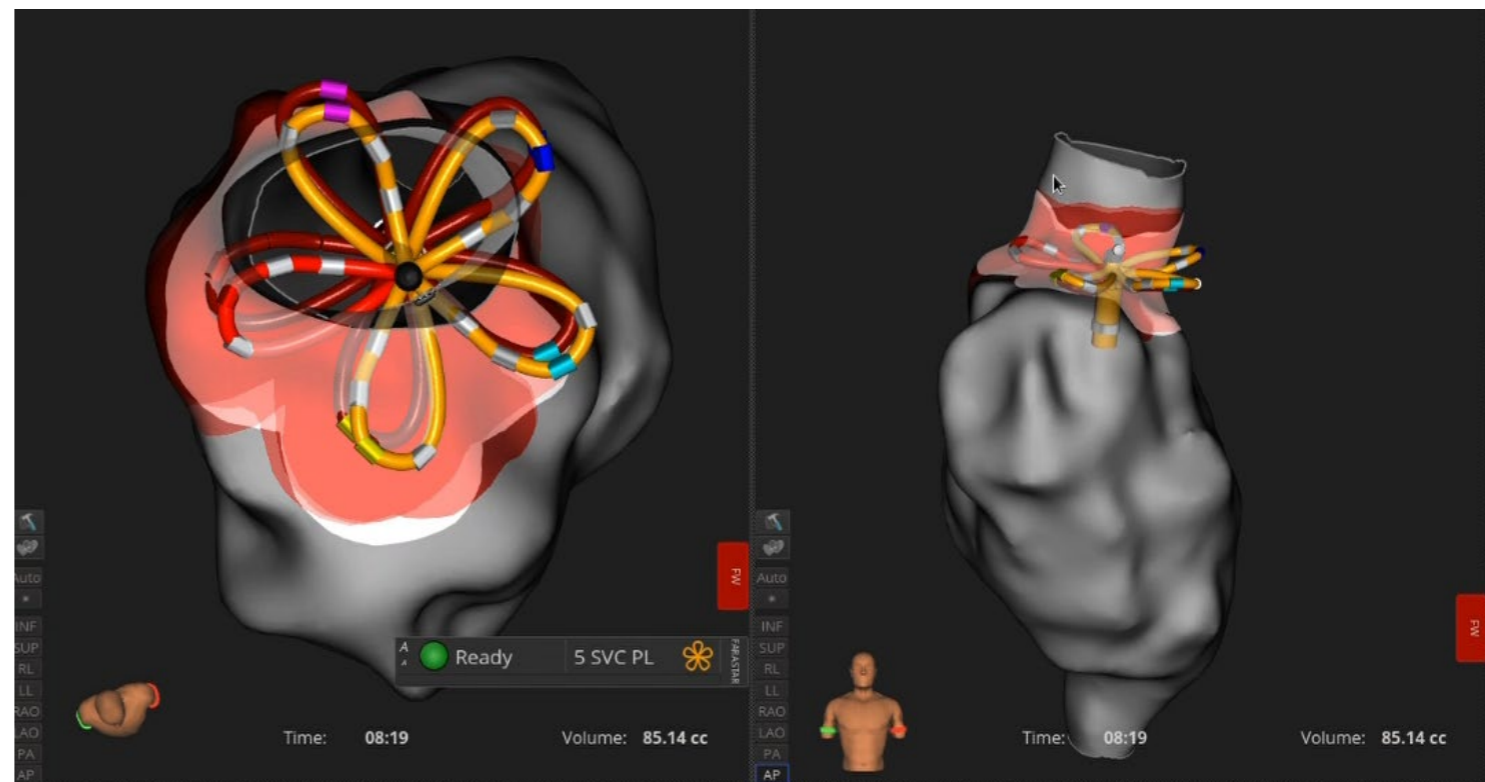 Auto
INF
SUP
RL
LL
RAO
LAO
PA
AP
FW
A
A
Ready
5 SVC PL
FARASTAR
Time: 08:19
Volume: 85.14 cc
Auto
INF
SUP
RL
LL
RAO
LAO
PA
AP
FW
Time: 08:19
Volume: 85.14 cc